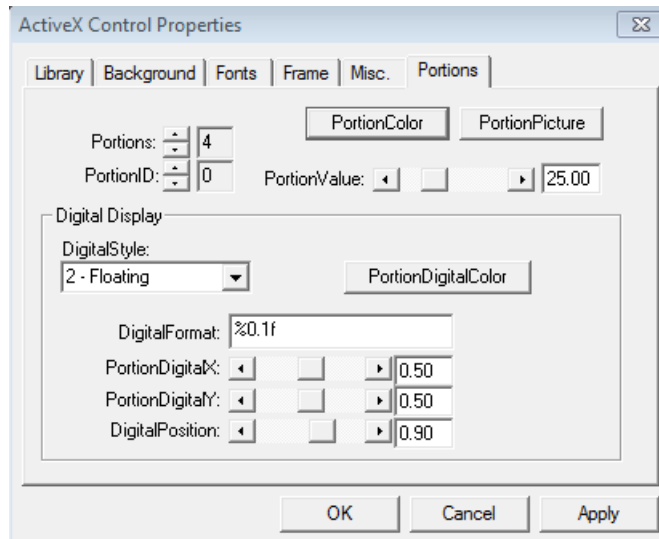 ActiveX Control Properties
Library Background Fonts Frame Misc. Portions
PortionColor PortionPicture
Portions: 4
PortionID: 0 PortionValue: 25.00
Digital Display
DigitalStyle:
2 - Floating PortionDigitalColor
DigitalFormat: %0.1f
PortionDigitalX: 0.50
PortionDigitalY: 0.50
DigitalPosition: 0.90
OK Cancel Apply